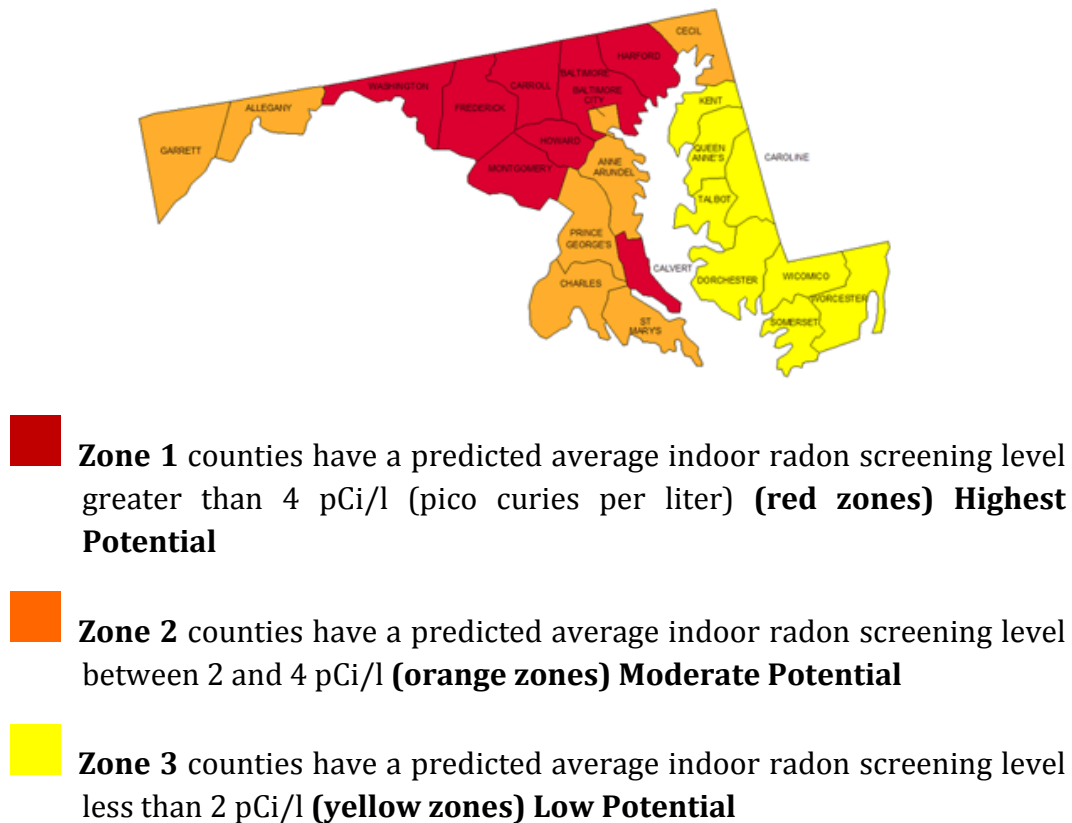 CECIL
HARFORD
BALTIMORE
CARROLL
WASHINGTON
FREDERICK
BALTIMORE
CITY
KENT
ALLEGANY
HOWARD
QUEEN
ANNE'S
GARRETT
CAROLINE
ANNE
ARUNDEL
MONTGOMERY
TALBOT
PRINCE
GEORGE'S
CALVERT
DORCHESTER
WICOMICO
CHARLES
WORCESTER
ST
MARY'S
SOMERSET
Zone 1 counties have a predicted average indoor radon screening level
greater than 4 pCi/l (pico curies per liter) (red zones) Highest
Potential
Zone 2 counties have a predicted average indoor radon screening level
between 2 and 4 pCi/l (orange zones) Moderate Potential
Zone 3 counties have a predicted average indoor radon screening level
less than 2 pCi/l (yellow zones) Low Potential